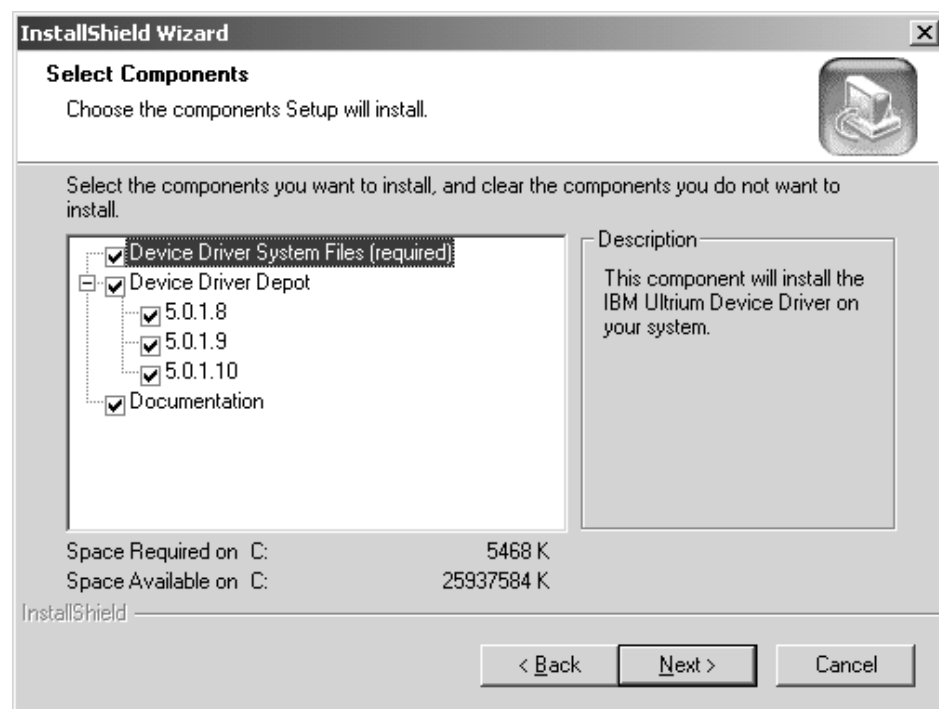 InstallShield Wizard
Select Components
Choose the components Setup will install.
Select the components you want to install, and clear the components you do not want to
install.
Device Driver System Files (required)
Device Driver Depot
5.0.1.8
5.0.1.9
5.0.1.10
Documentation
Description
This component will install the
IBM Ultrium Device Driver on
your system.
Space Required on C: 5468 K
Space Available on C: 25937584 K
InstallShield
< Back Next > Cancel